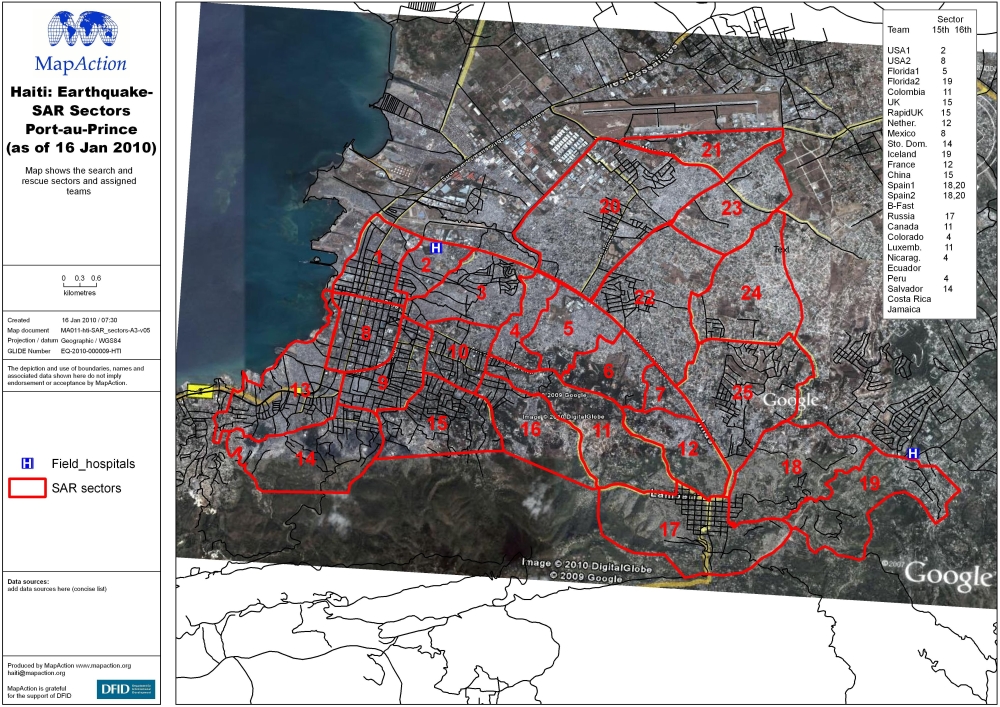 MapAction
Haiti: Earthquake-
SAR Sectors
Port-au-Prince
(as of 16 Jan 2010)
Map shows the search and
rescue sectors and assigned
teams
0 0.3 0.6
kilometres
Created 16 Jan 2010 / 07:30
Map document MA011-hti-SAR_sectors-A3-v05
Projection / datum Geographic / WGS84
GLIDE Number EQ-2010-000009-HTI
The depiction and use of boundaries, names and
associated data shown here do not imply
endorsement or acceptance by MapAction.
H Field_hospitals
SAR sectors
Data sources:
add data sources here (concise list)
Produced by MapAction www.mapaction.org
haiti@mapaction.org
MapAction is grateful
for the support of DFID
DFID
Sector
Team 15th 16th
USA1 2
USA2 8
Florida1 5
Florida2 19
Colombia 11
UK 15
RapidUK 15
Nether. 12
Mexico 8
Sto. Dom. 14
Iceland 19
France 12
China 15
Spain1 18,20
Spain2 18,20
B-Fast
Russia 17
Canada 11
Colorado 4
Luxemb. 11
Nicarag. 4
Ecuador
Peru 4
Salvador 14
Costa Rica
Jamaica
21
20
23
H
1
2
Text
3
22
24
8
4
5
10
6
9
13
7
25
© 2009 Google
Google
Image © 2010 DigitalGlobe
15
16
11
12
14
H
18
19
17
Image © 2010 DigitalGlobe
© 2009 Google
Google